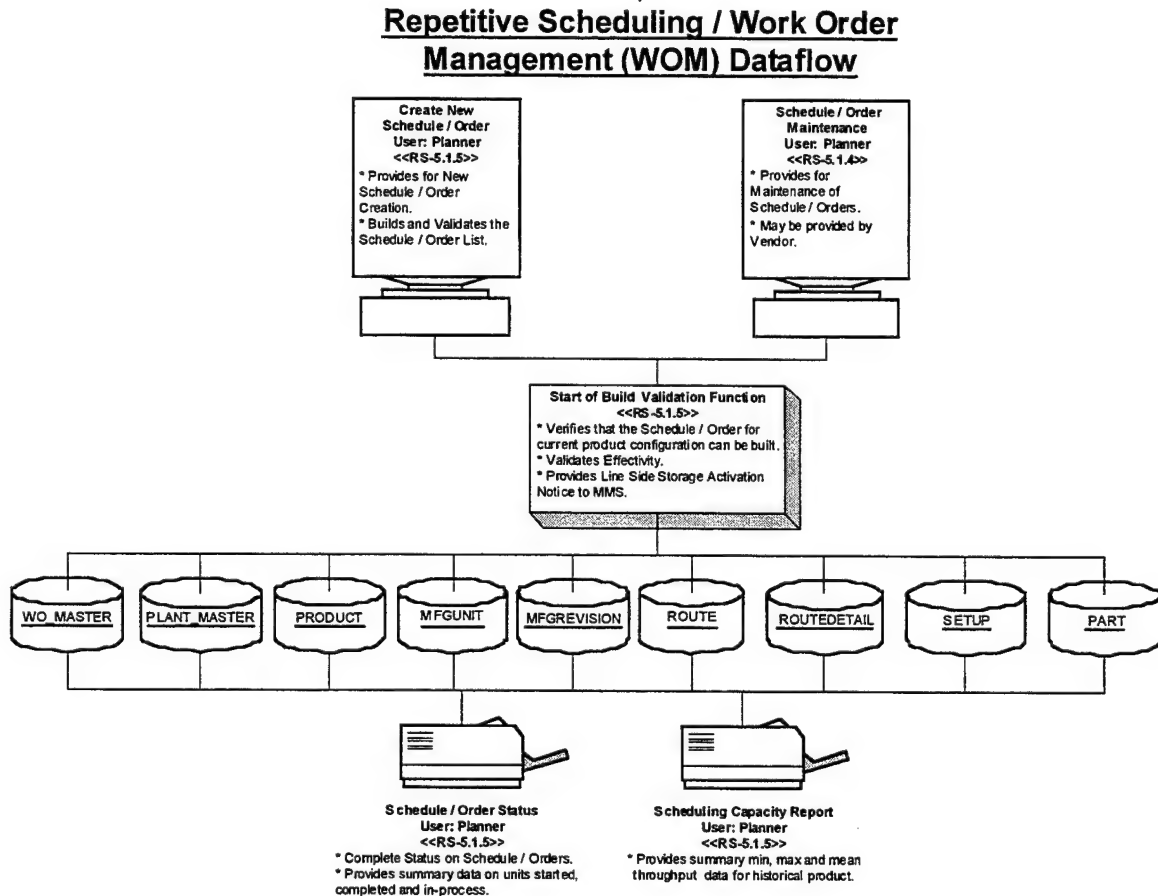 Repetitive Scheduling / Work Order
Management (WOM) Dataflow
Create New
Schedule / Order
User: Planner
<<RS-5.1.5>>
* Provides for New
Schedule / Order
Creation.
* Builds and Validates the
Schedule / Order List.
Schedule / Order
Maintenance
User: Planner
<<RS-5.1.4>>
* Provides for
Maintenance of
Schedule / Orders.
* May be provided by
Vendor.
Start of Build Validation Function
<<RS-5.1.5>>
* Verifies that the Schedule / Order for
current product configuration can be built.
* Validates Effectivity.
* Provides Line Side Storage Activation
Notice to MMS.
WO_MASTER
PLANT_MASTER
PRODUCT
MFGUNIT
MFGREVISION
ROUTE
ROUTEDETAIL
SETUP
PART
Schedule / Order Status
User: Planner
<<RS-5.1.5>>
* Complete Status on Schedule / Orders.
* Provides summary data on units started,
completed and in-process.
Scheduling Capacity Report
User: Planner
<<RS-5.1.5>>
* Provides summary min, max and mean
throughput data for historical product.